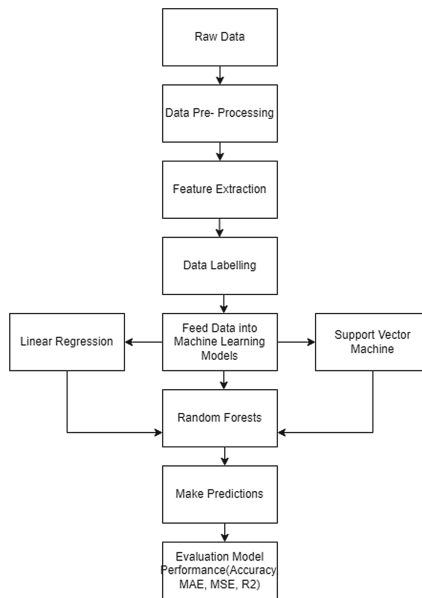 Raw Data
Data Pre- Processing
Feature Extraction
Data Labelling
Linear Regression
Feed Data into
Machine Learning
Models
Support Vector
Machine
Random Forests
Make Predictions
Evaluation Model
Performance(Accuracy,
MAE, MSE, R2)